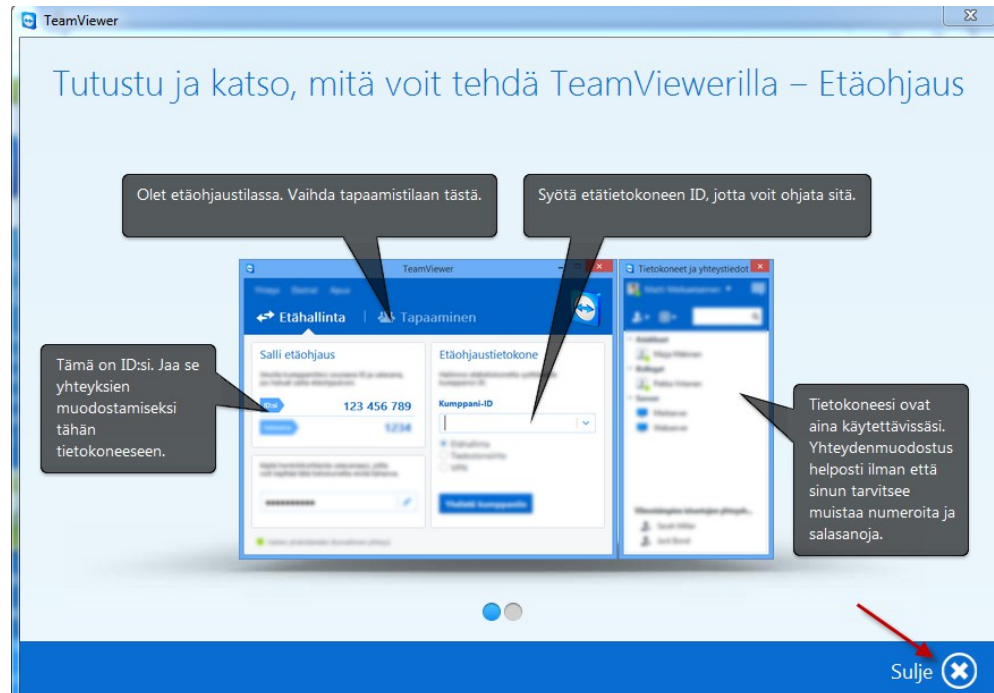 TeamViewer
Tutustu ja katso, mitä voit tehdä TeamViewerilla – Etäohjaus
Olet etäohjaustilassa. Vaihda tapaamistilaan tästä.
Syötä etätietokoneen ID, jotta voit ohjata sitä.
TeamViewer
Tietokoneet ja yhteystiedot
Etähallinta
Tapaaminen
Salli etäohjaus
Etäohjaustietokone
Kumppani-ID
123 456 789
1234
Tämä on ID:si. Jaa se
yhteyksien
muodostamiseksi
tähän
tietokoneeseen.
Tietokoneesi ovat
aina käytettävissäsi.
Yhteydenmuodostus
helposti ilman että
sinun tarvitsee
muistaa numeroita ja
salasanoja.
Sulje